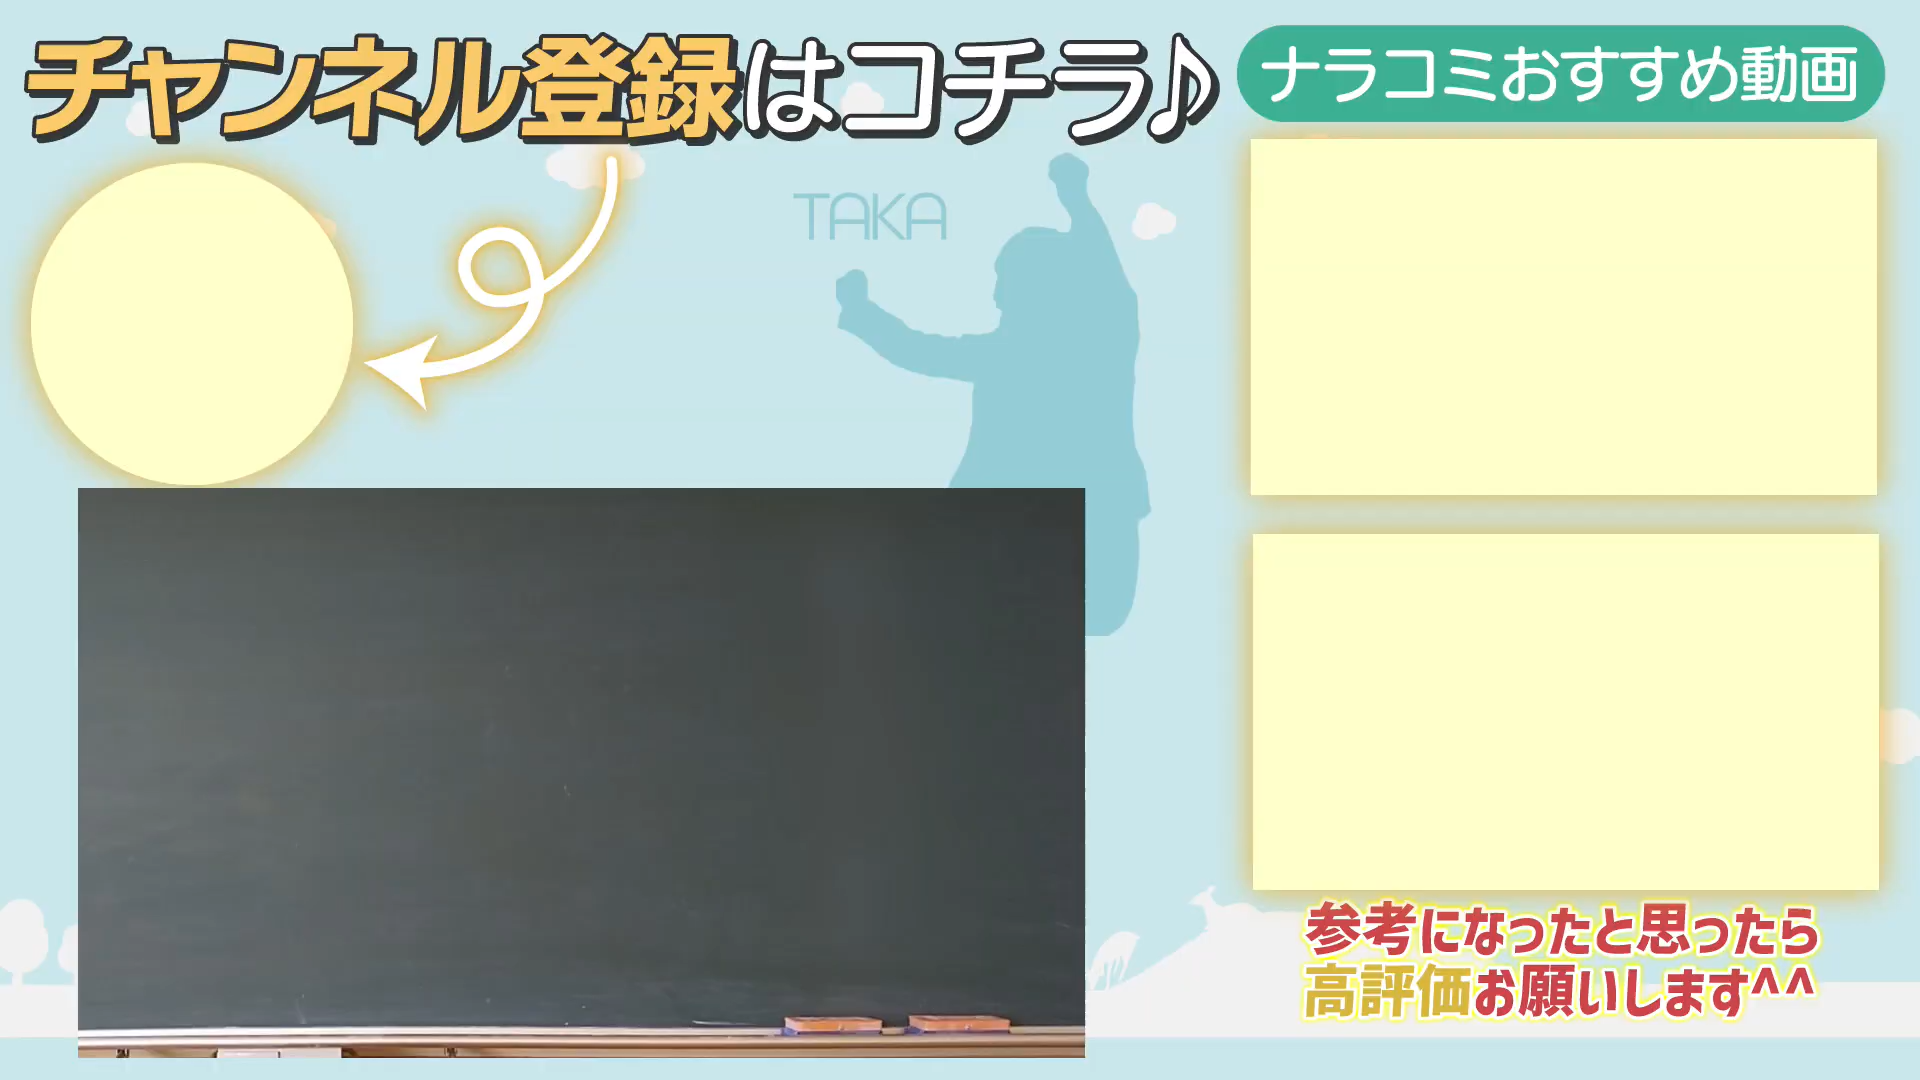 チャンネル登録はコチラ♪
ナラコミおすすめ動画
TAKA
参考になったと思ったら
高評価お願いします^^